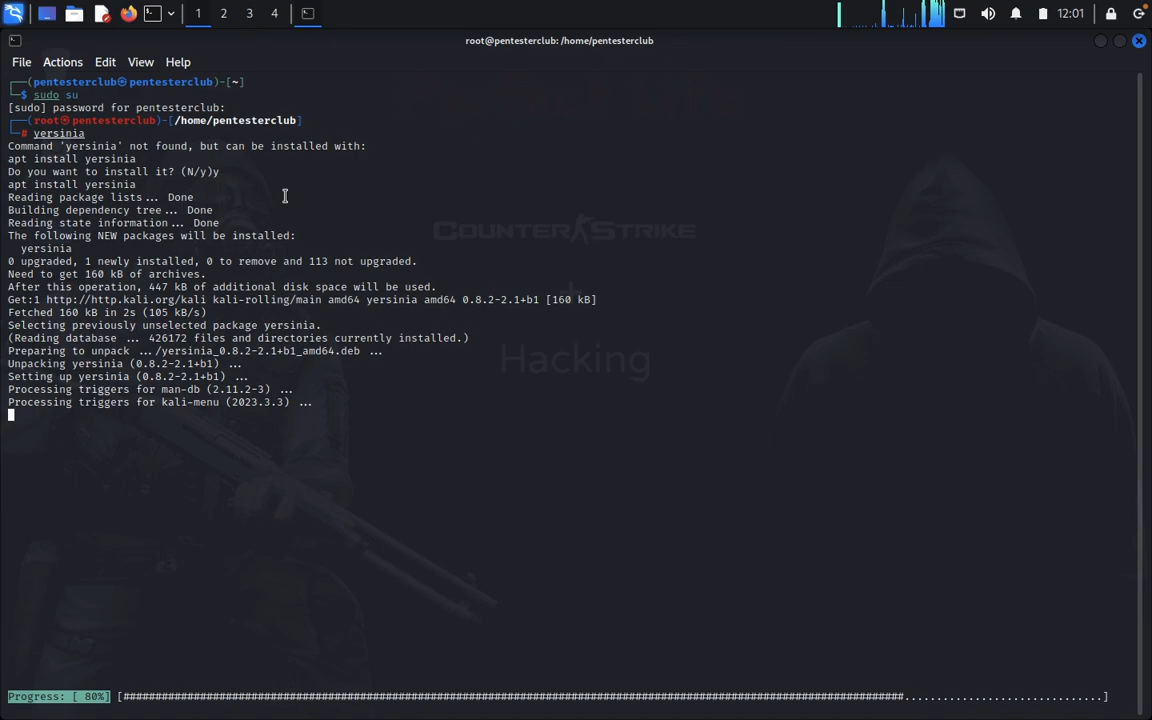 1 2 3 4 12:01
root@pentesterclub: /home/pentesterclub
File Actions Edit View Help
┌──(pentesterclub㉿pentesterclub)-[~]
└─$ sudo su
[sudo] password for pentesterclub:
┌──(root㉿pentesterclub)-[/home/pentesterclub]
└─# yersinia
Command 'yersinia' not found, but can be installed with:
apt install yersinia
Do you want to install it? (N/y)y
apt install yersinia
Reading package lists... Done
Building dependency tree... Done
Reading state information... Done
The following NEW packages will be installed:
yersinia
0 upgraded, 1 newly installed, 0 to remove and 113 not upgraded.
Need to get 160 kB of archives.
After this operation, 447 kB of additional disk space will be used.
Get:1 http://http.kali.org/kali kali-rolling/main amd64 yersinia amd64 0.8.2-2.1+b1 [160 kB]
Fetched 160 kB in 2s (105 kB/s)
Selecting previously unselected package yersinia.
(Reading database ... 426172 files and directories currently installed.)
Preparing to unpack .../yersinia_0.8.2-2.1+b1_amd64.deb ...
Unpacking yersinia (0.8.2-2.1+b1) ...
Setting up yersinia (0.8.2-2.1+b1) ...
Processing triggers for man-db (2.11.2-3) ...
Processing triggers for kali-menu (2023.3.3) ...
COUNTER STRIKE
+
Hacking
Progress: [ 80%] [##################################################################################################################################.................................]